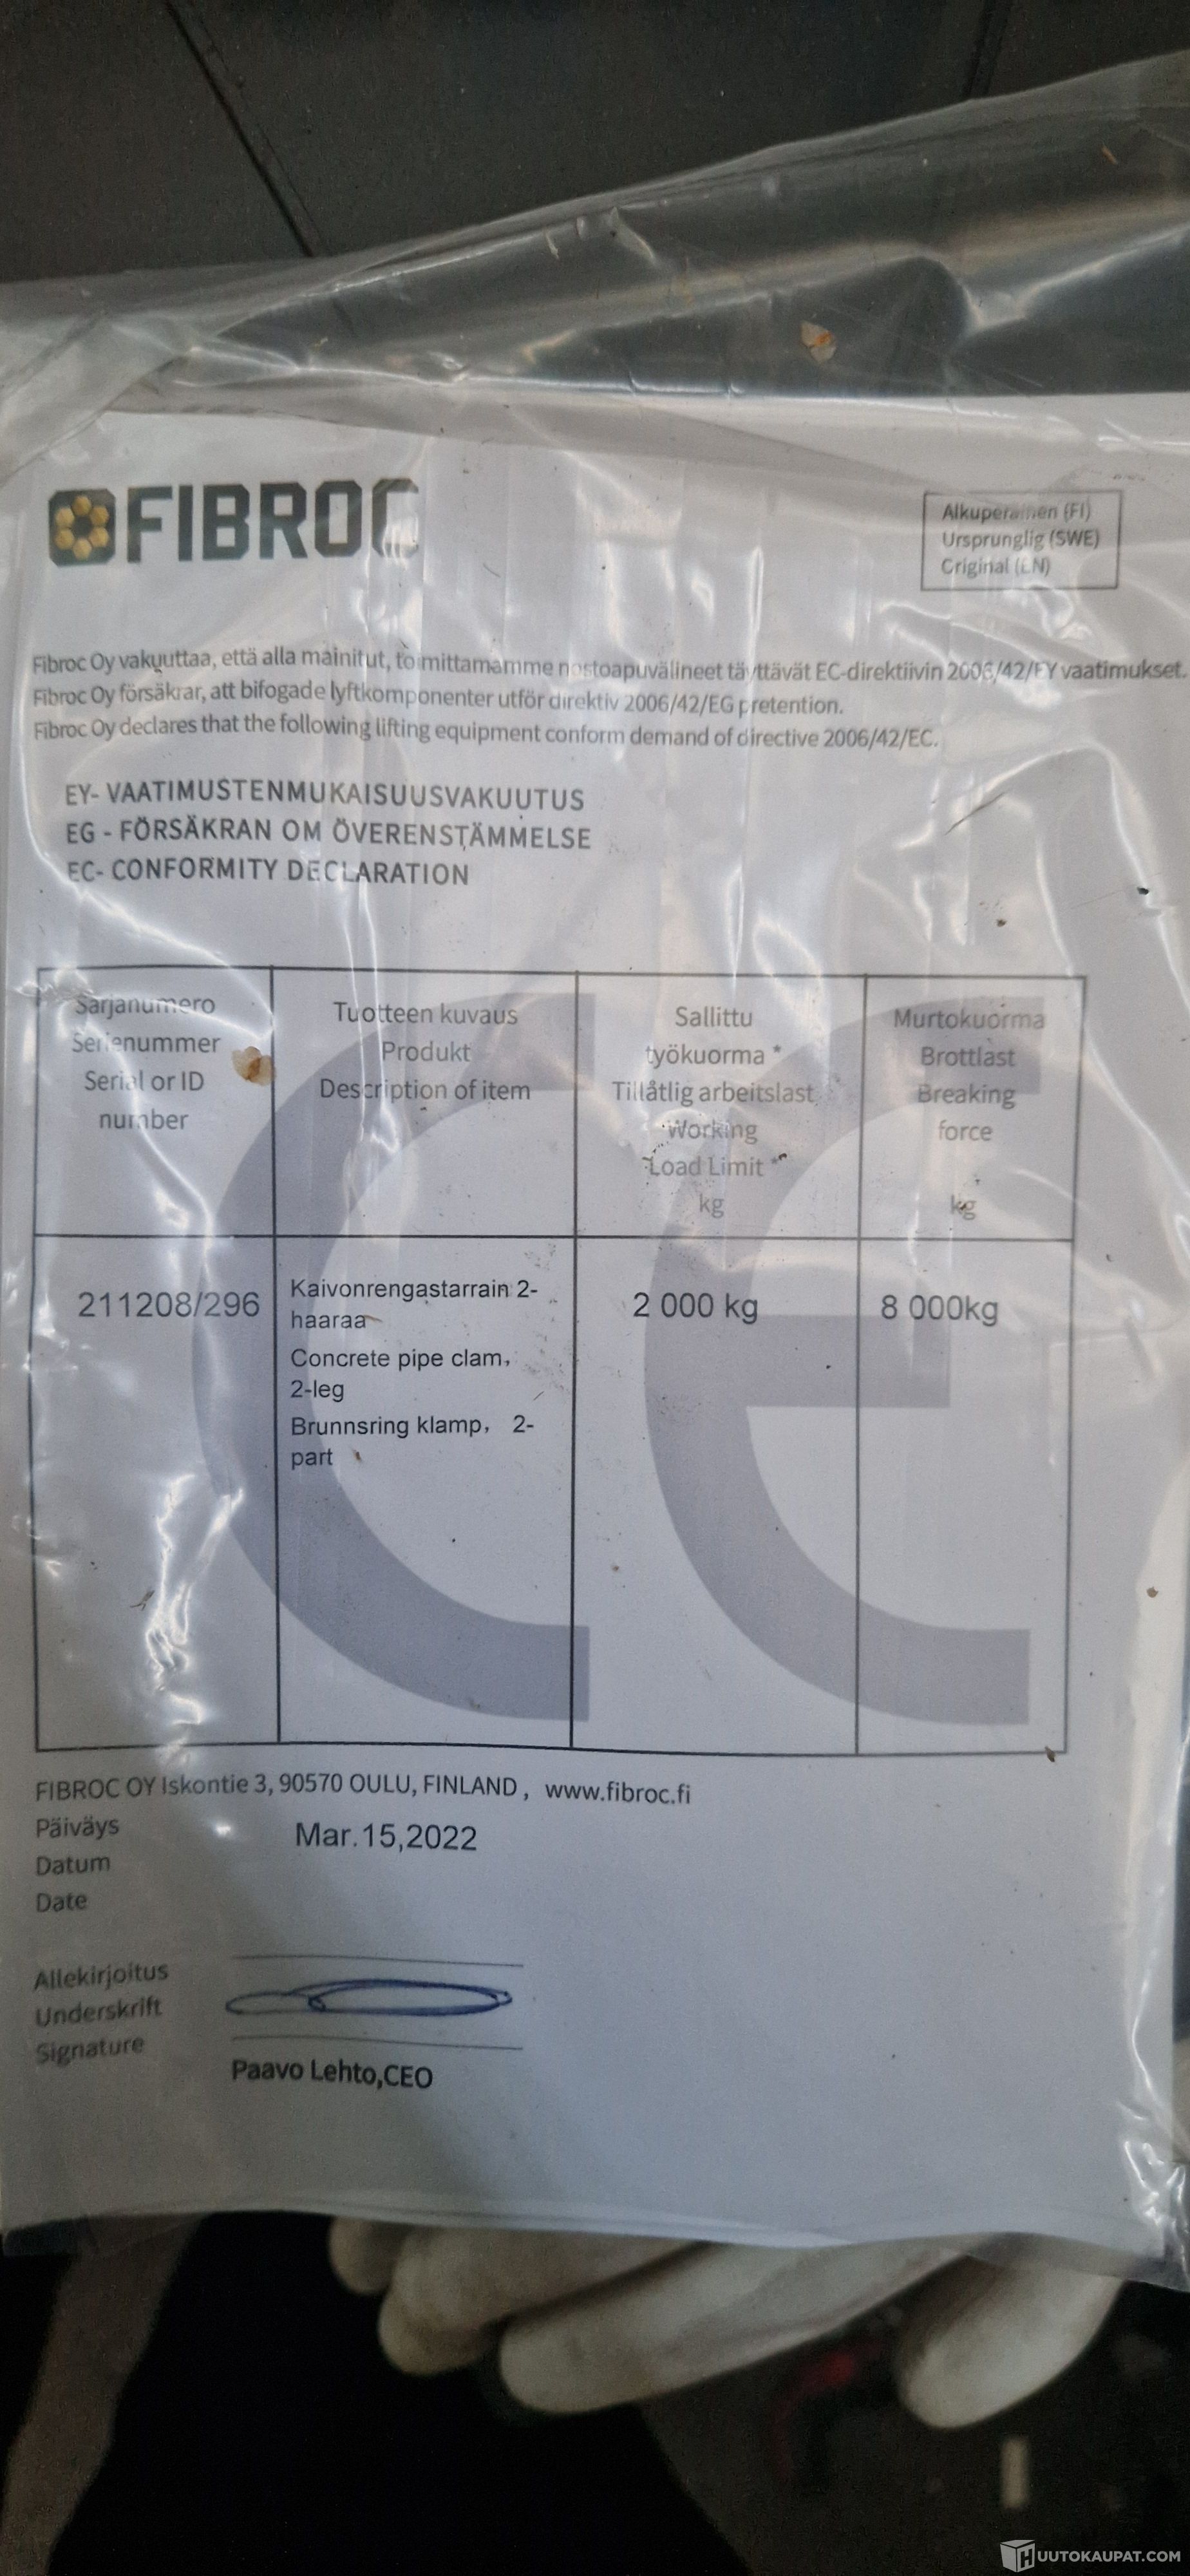 FIBROC
Alkuperäinen (FI)
Ursprunglig (SWE)
Original (EN)
Fibroc Oy vakuuttaa, että alla mainitut, toimittamamme nostoapuvälineet täyttävät EC-direktiivin 2006/42/EY vaatimukset.
Fibroc Oy försäkrar, att bifogade lyftkomponenter utför direktiv 2006/42/EG pretention.
Fibroc Oy declares that the following lifting equipment conform demand of directive 2006/42/EC.
EY- VAATIMUSTENMUKAISUUSVAKUUTUS
EG - FÖRSÄKRAN OM ÖVERENSTÄMMELSE
EC- CONFORMITY DECLARATION
Sarjanumero
Serienummer
Serial or ID
number
Tuotteen kuvaus
Produkt
Description of item
Sallittu
työkuorma *
Tillåtlig arbeitslast
Working
Load Limit *
kg
Murtokuorma
Brottlast
Breaking
force
kg
211208/296
Kaivonrengastarrain 2-
haaraa
Concrete pipe clam,
2-leg
Brunnsring klamp, 2-
part
2 000 kg
8 000kg
CE
FIBROC OY Iskontie 3, 90570 OULU, FINLAND , www.fibroc.fi
Päiväys
Datum
Date
Mar.15,2022
Allekirjoitus
Underskrift
Signature
Paavo Lehto,CEO
HUUTOKAUPAT.COM